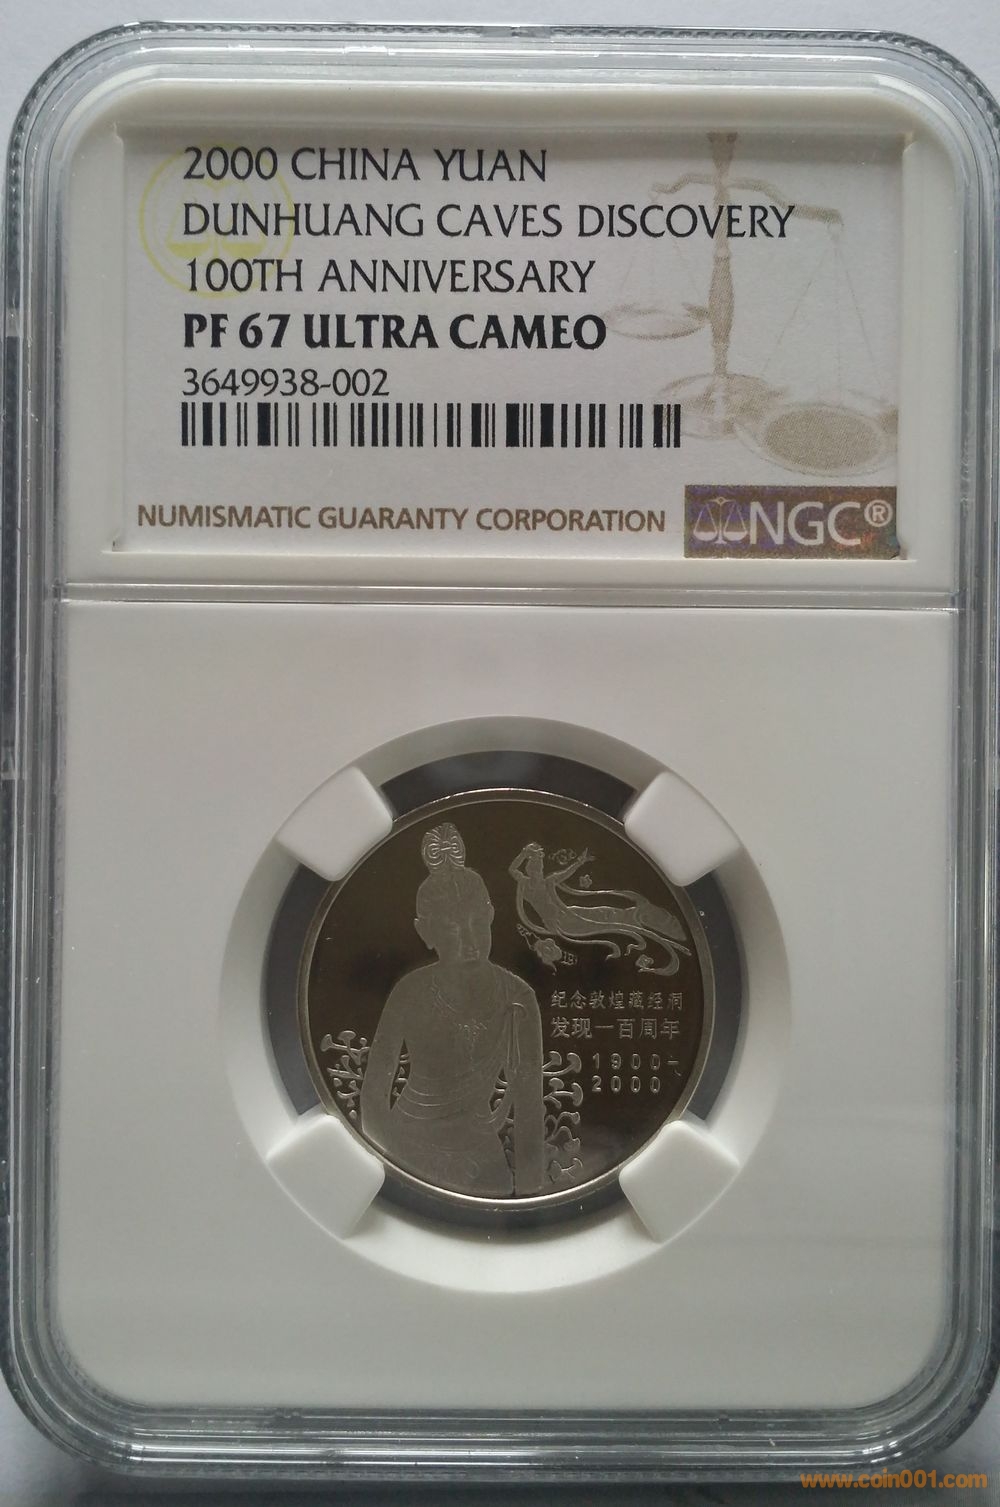 2000 CHINA YUAN
DUNHUANG CAVES DISCOVERY
100TH ANNIVERSARY
PF 67 ULTRA CAMEO
3649938-002
NUMISMATIC GUARANTY CORPORATION
NGC®
纪念敦煌藏经洞
发现一百周年
1900-
2000
www.coin001.com